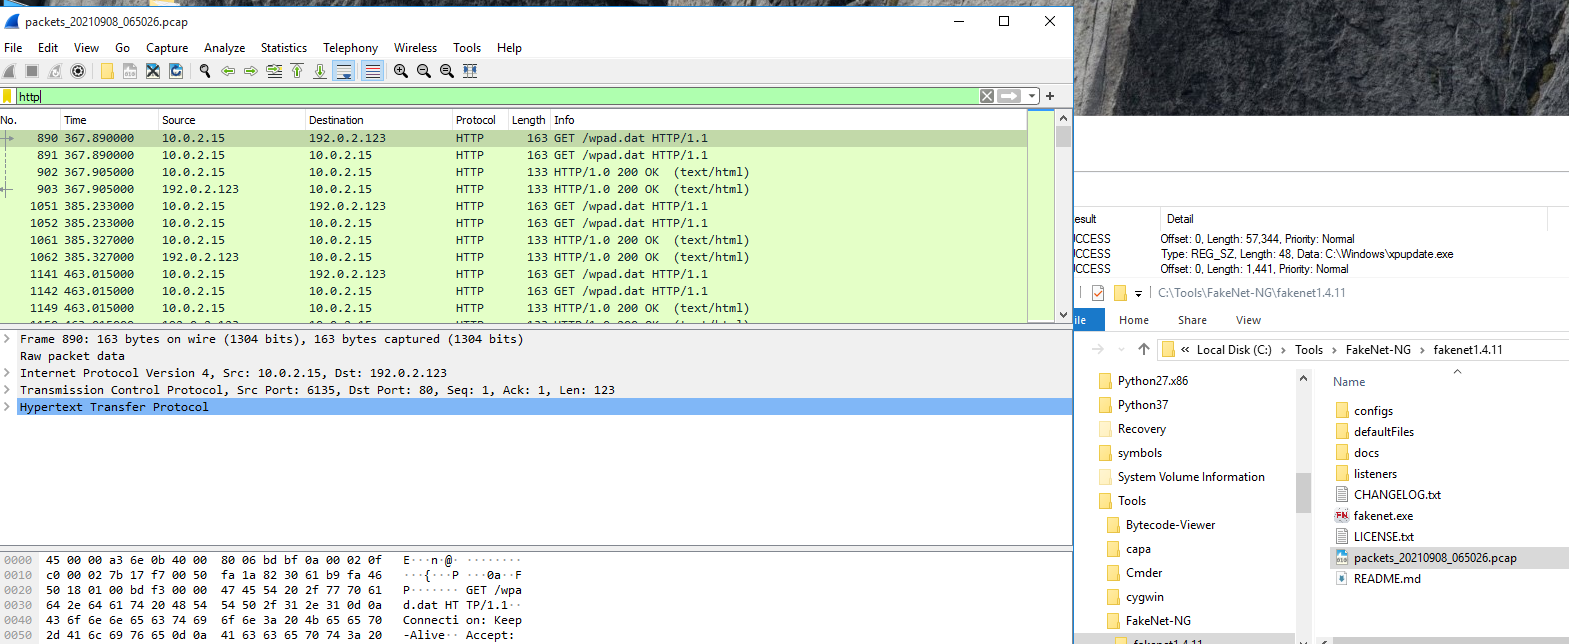 packets_20210908_065026.pcap
File Edit View Go Capture Analyze Statistics Telephony Wireless Tools Help
http
No. Time Source Destination Protocol Length Info
890 367.890000 10.0.2.15 192.0.2.123 HTTP 163 GET /wpad.dat HTTP/1.1
891 367.890000 10.0.2.15 10.0.2.15 HTTP 163 GET /wpad.dat HTTP/1.1
902 367.905000 10.0.2.15 10.0.2.15 HTTP 133 HTTP/1.0 200 OK (text/html)
903 367.905000 192.0.2.123 10.0.2.15 HTTP 133 HTTP/1.0 200 OK (text/html)
1051 385.233000 10.0.2.15 192.0.2.123 HTTP 163 GET /wpad.dat HTTP/1.1
1052 385.233000 10.0.2.15 10.0.2.15 HTTP 163 GET /wpad.dat HTTP/1.1
1061 385.327000 10.0.2.15 10.0.2.15 HTTP 133 HTTP/1.0 200 OK (text/html)
1062 385.327000 192.0.2.123 10.0.2.15 HTTP 133 HTTP/1.0 200 OK (text/html)
1141 463.015000 10.0.2.15 192.0.2.123 HTTP 163 GET /wpad.dat HTTP/1.1
1142 463.015000 10.0.2.15 10.0.2.15 HTTP 163 GET /wpad.dat HTTP/1.1
1149 463.015000 10.0.2.15 10.0.2.15 HTTP 133 HTTP/1.0 200 OK (text/html)
Frame 890: 163 bytes on wire (1304 bits), 163 bytes captured (1304 bits)
Raw packet data
Internet Protocol Version 4, Src: 10.0.2.15, Dst: 192.0.2.123
Transmission Control Protocol, Src Port: 6135, Dst Port: 80, Seq: 1, Ack: 1, Len: 123
Hypertext Transfer Protocol
0000 45 00 00 a3 6e 0b 40 00 80 06 bd bf 0a 00 02 0f E···n·@· ········
0010 c0 00 02 7b 17 f7 00 50 fa 1a 82 30 61 b9 fa 46 ···{···P ···0a··F
0020 50 18 01 00 bd f3 00 00 47 45 54 20 2f 77 70 61 P······· GET /wpa
0030 64 2e 64 61 74 20 48 54 54 50 2f 31 2e 31 0d 0a d.dat HT TP/1.1··
0040 43 6f 6e 6e 65 63 74 69 6f 6e 3a 20 4b 65 65 70 Connecti on: Keep
0050 2d 41 6c 69 76 65 0d 0a 41 63 63 65 70 74 3a 20 -Alive·· Accept:
esult Detail
JCCESS Offset: 0, Length: 57,344, Priority: Normal
JCCESS Type: REG_SZ, Length: 48, Data: C:\Windows\xpupdate.exe
JCCESS Offset: 0, Length: 1,441, Priority: Normal
C:\Tools\FakeNet-NG\fakenet1.4.11
ile Home Share View
« Local Disk (C:) > Tools > FakeNet-NG > fakenet1.4.11
Python27.x86
Python37
Recovery
symbols
System Volume Information
Tools
Bytecode-Viewer
capa
Cmder
cygwin
FakeNet-NG
fakenet1.4.11
Name
configs
defaultFiles
docs
listeners
CHANGELOG.txt
fakenet.exe
LICENSE.txt
packets_20210908_065026.pcap
README.md